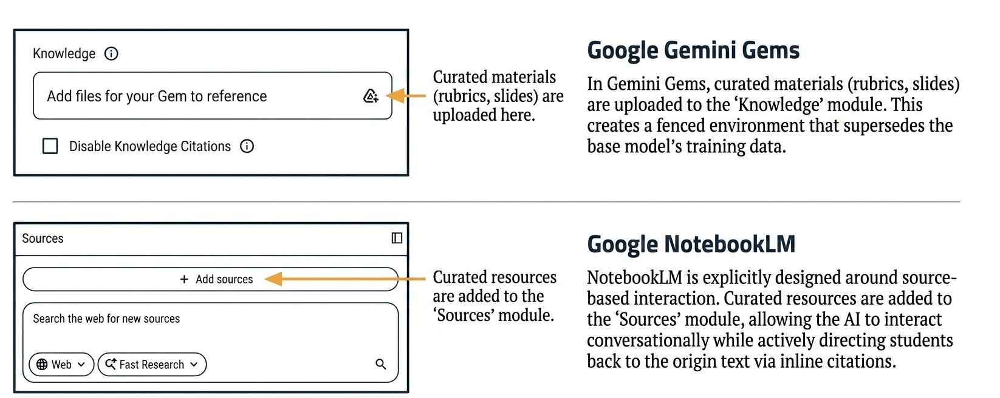 Knowledge
Add files for your Gem to reference
Disable Knowledge Citations
Curated materials
(rubrics, slides) are
uploaded here.
Google Gemini Gems
In Gemini Gems, curated materials (rubrics, slides)
are uploaded to the ‘Knowledge’ module. This
creates a fenced environment that supersedes the
base model’s training data.
Sources
+ Add sources
Search the web for new sources
Web
Fast Research
Curated resources
are added to the
‘Sources’ module.
Google NotebookLM
NotebookLM is explicitly designed around source-
based interaction. Curated resources are added to
the ‘Sources’ module, allowing the AI to interact
conversationally while actively directing students
back to the origin text via inline citations.